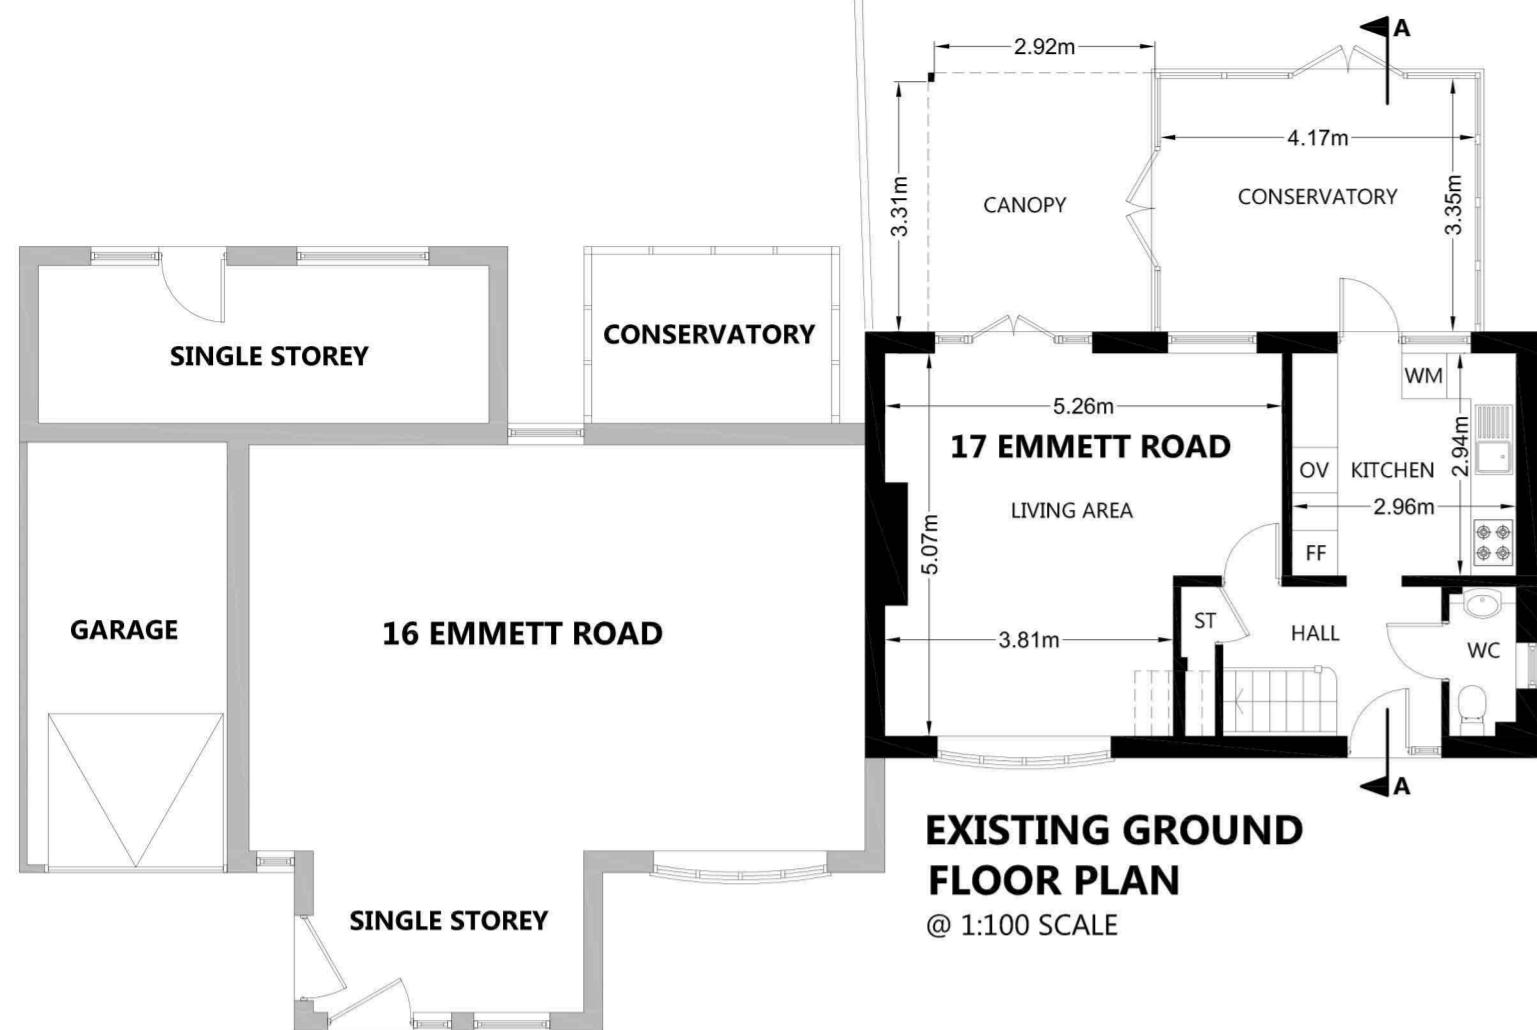 A
2.92m
4.17m
3.31m
CANOPY
CONSERVATORY
3.35m
SINGLE STOREY
CONSERVATORY
WM
5.26m
17 EMMETT ROAD
2.94m
OV
KITCHEN
LIVING AREA
2.96m
5.07m
FF
GARAGE
16 EMMETT ROAD
3.81m
ST
HALL
WC
A
EXISTING GROUND
FLOOR PLAN
@ 1:100 SCALE
SINGLE STOREY